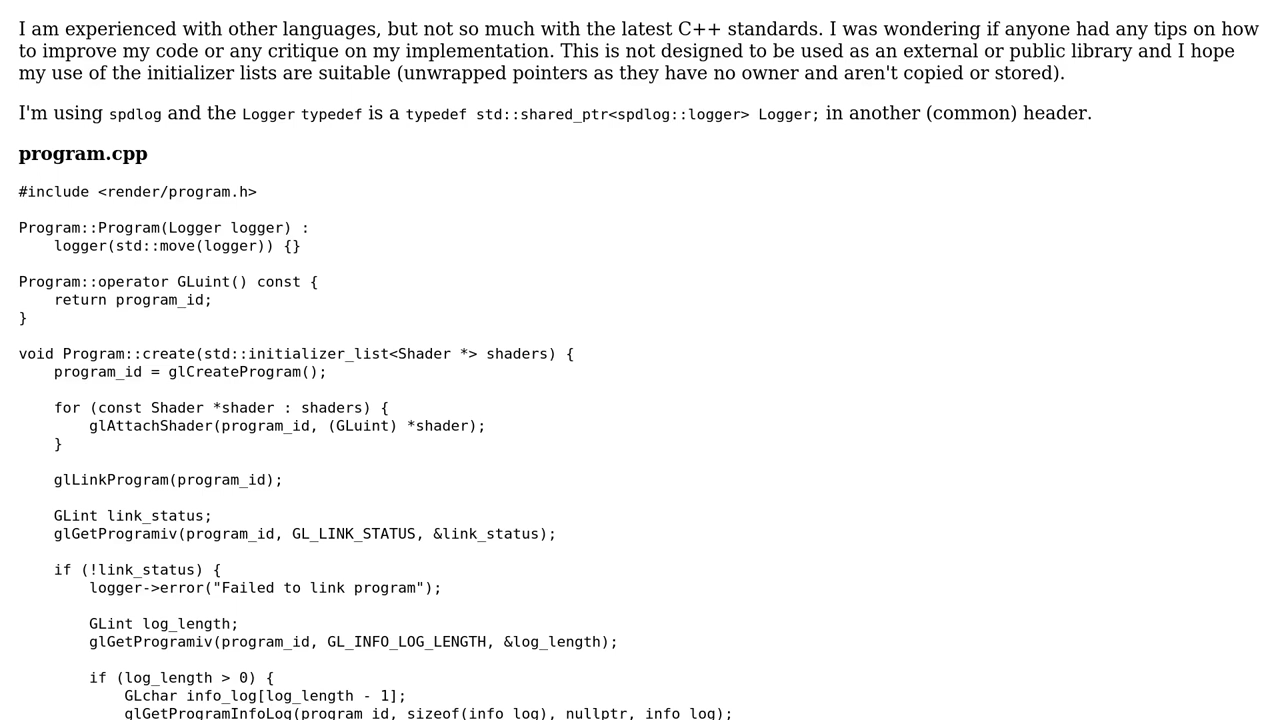 I am experienced with other languages, but not so much with the latest C++ standards. I was wondering if anyone had any tips on how
to improve my code or any critique on my implementation. This is not designed to be used as an external or public library and I hope
my use of the initializer lists are suitable (unwrapped pointers as they have no owner and aren't copied or stored).
I'm using spdlog and the Logger typedef is a typedef std::shared_ptr<spdlog::logger> Logger; in another (common) header.
program.cpp
#include <render/program.h>
Program::Program(Logger logger) :
    logger(std::move(logger)) {}
Program::operator GLuint() const {
    return program_id;
}
void Program::create(std::initializer_list<Shader *> shaders) {
    program_id = glCreateProgram();
    for (const Shader *shader : shaders) {
        glAttachShader(program_id, (GLuint) *shader);
    }
    glLinkProgram(program_id);
    GLint link_status;
    glGetProgramiv(program_id, GL_LINK_STATUS, &link_status);
    if (!link_status) {
        logger->error("Failed to link program");
        GLint log_length;
        glGetProgramiv(program_id, GL_INFO_LOG_LENGTH, &log_length);
        if (log_length > 0) {
            GLchar info_log[log_length - 1];
            glGetProgramInfoLog(program_id, sizeof(info_log), nullptr, info_log);